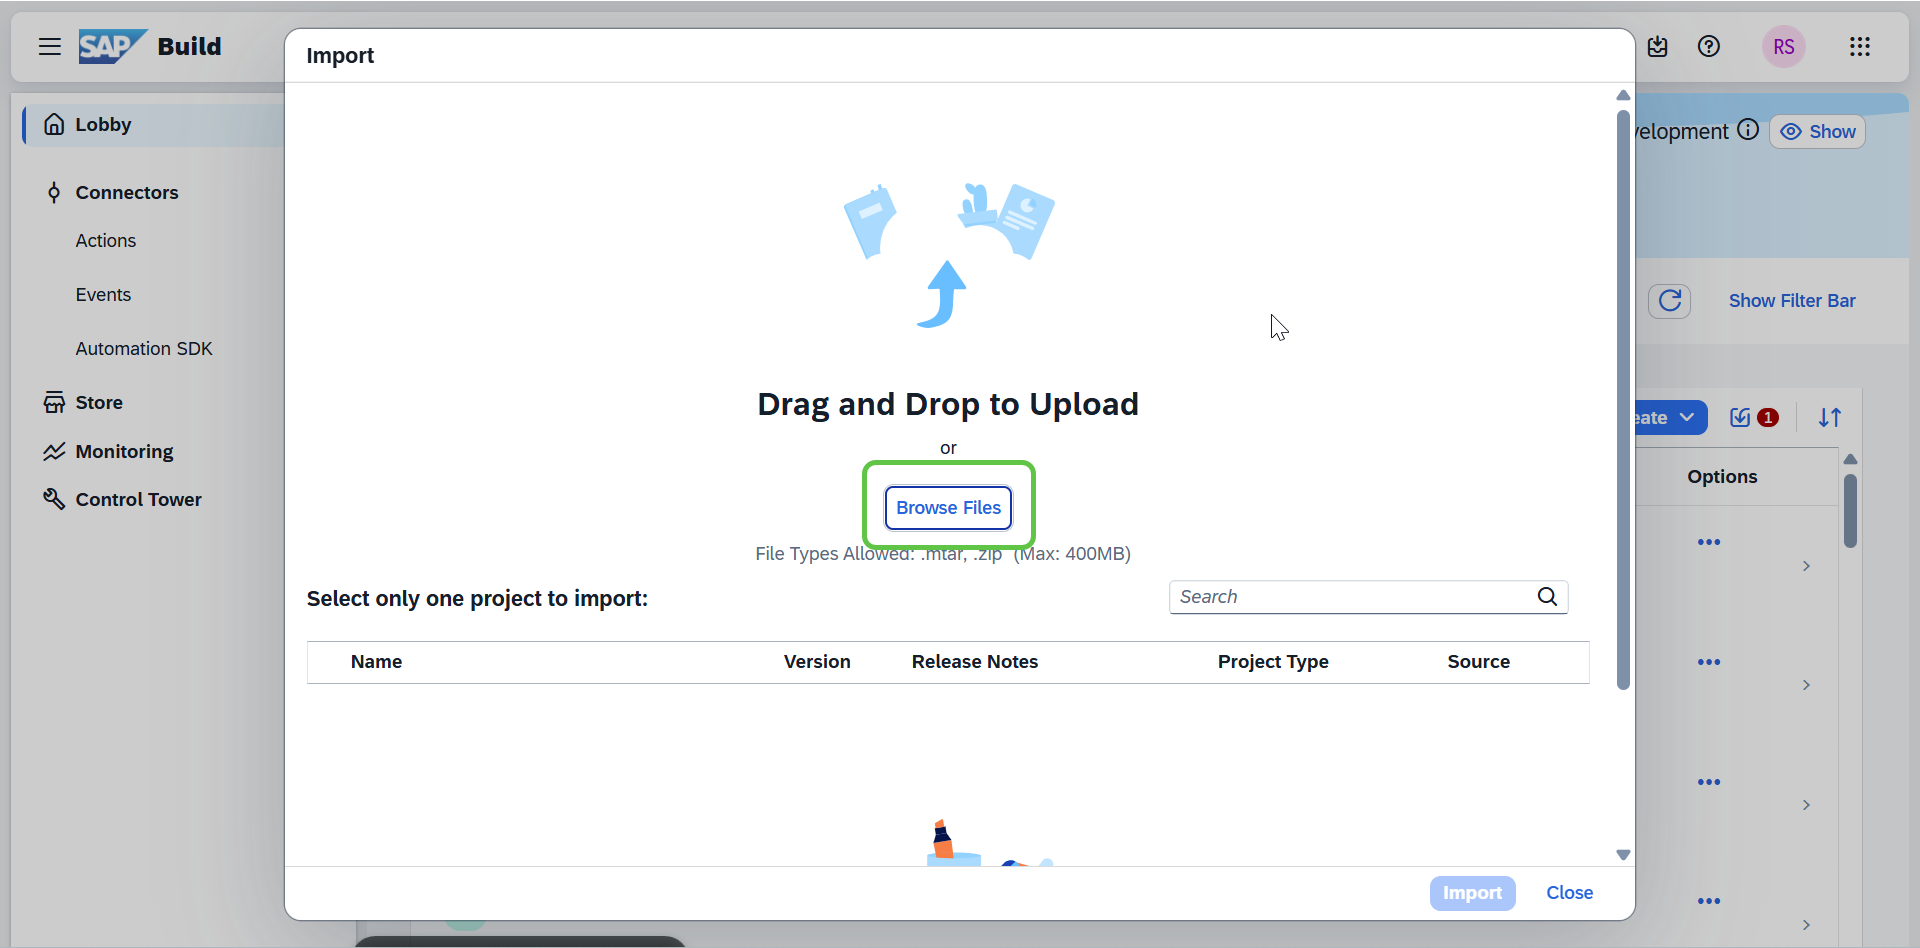 SAP Build
Import
RS
Lobby
velopment
Show
Connectors
Actions
Events
Show Filter Bar
Automation SDK
Drag and Drop to Upload
Store
eate
1
or
Monitoring
Options
Control Tower
Browse Files
File Types Allowed: .mtar, .zip (Max: 400MB)
Select only one project to import:
Search
Name Version Release Notes Project Type Source
Import Close